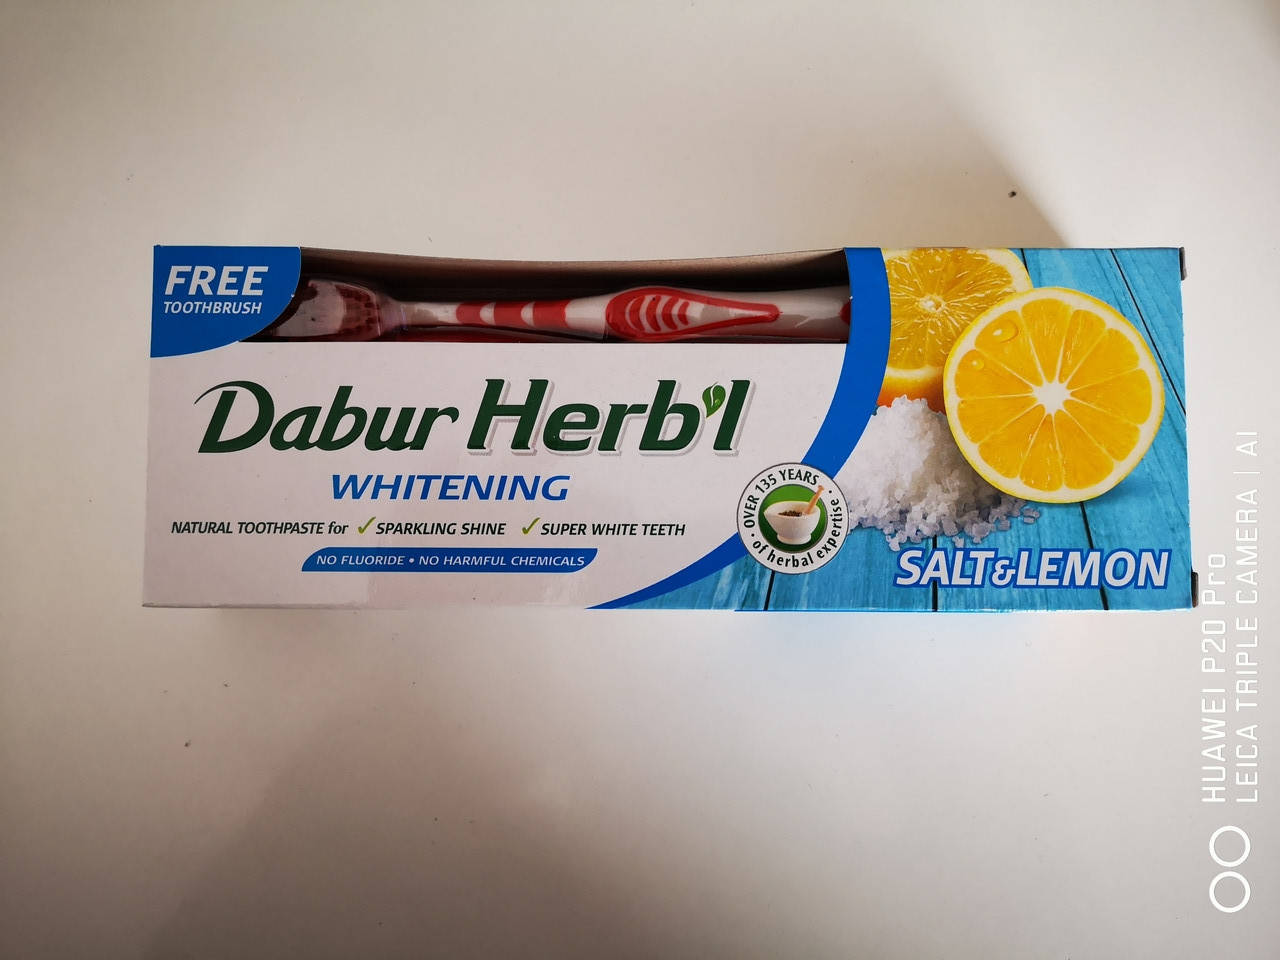 FREE
TOOTHBRUSH
Dabur Herb'l
WHITENING
NATURAL TOOTHPASTE for ✓ SPARKLING SHINE ✓ SUPER WHITE TEETH
NO FLUORIDE • NO HARMFUL CHEMICALS
OVER 135 YEARS
• of herbal expertise •
SALT&LEMON
HUAWEI P20 Pro
LEICA TRIPLE CAMERA | AI